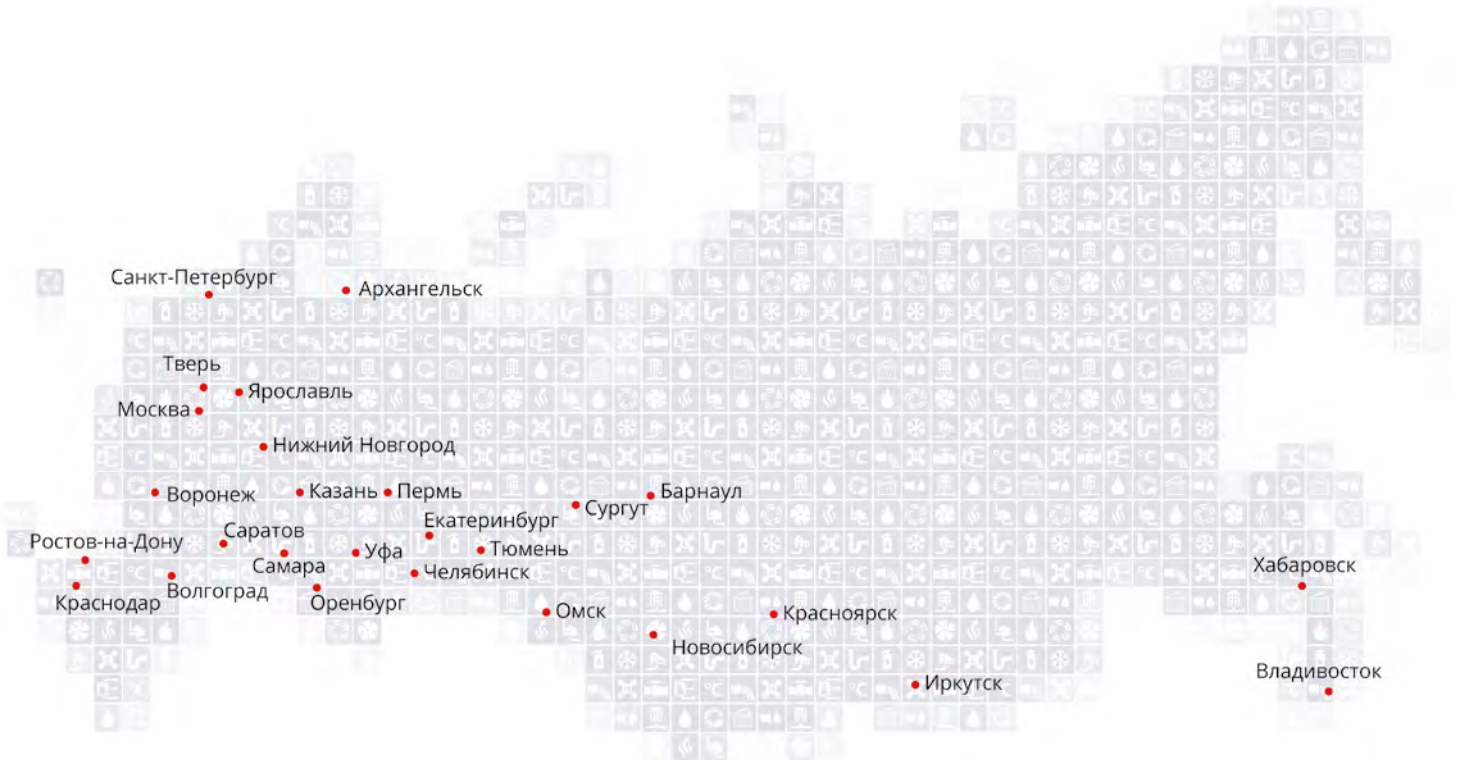 Санкт-Петербург
Архангельск
Тверь
Ярославль
Москва
Нижний Новгород
Воронеж
Казань
Пермь
Барнаул
Сургут
Екатеринбург
Саратов
Ростов-на-Дону
Уфа
Тюмень
Самара
Челябинск
Хабаровск
Волгоград
Краснодар
Оренбург
Омск
Красноярск
Новосибирск
Владивосток
Иркутск